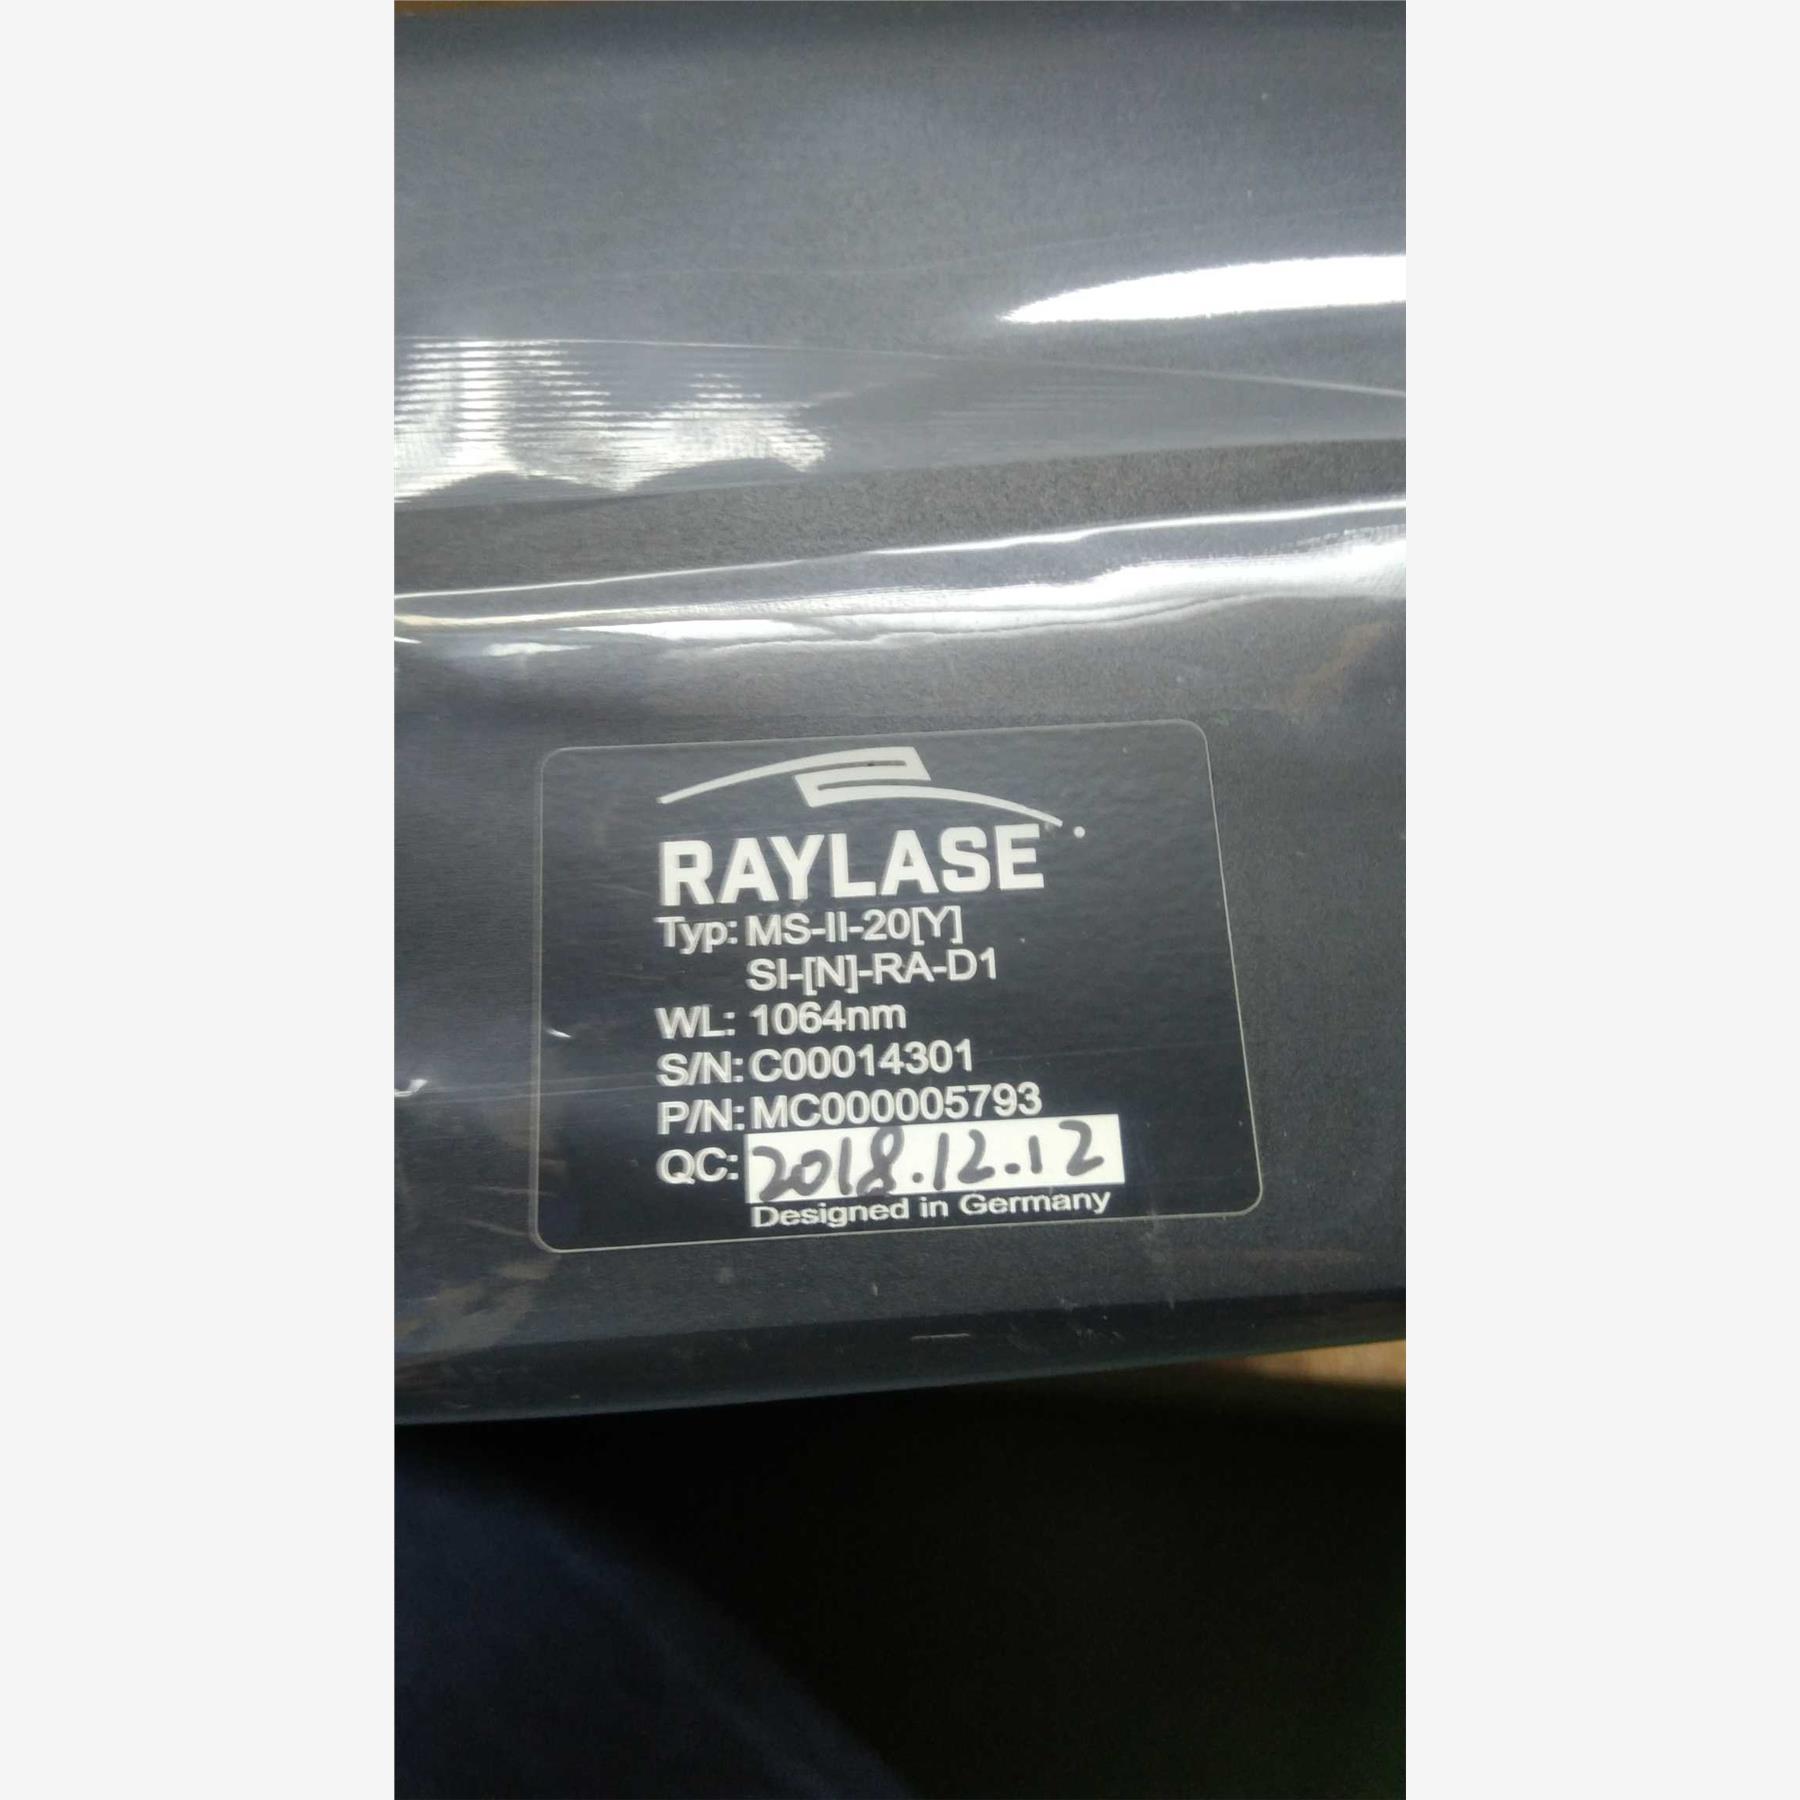 RAYLASE
Typ: MS-II-20[Y]
SI-[N]-RA-D1
WL: 1064nm
S/N: C00014301
P/N: MC000005793
QC: 2018.12.12
Designed in Germany